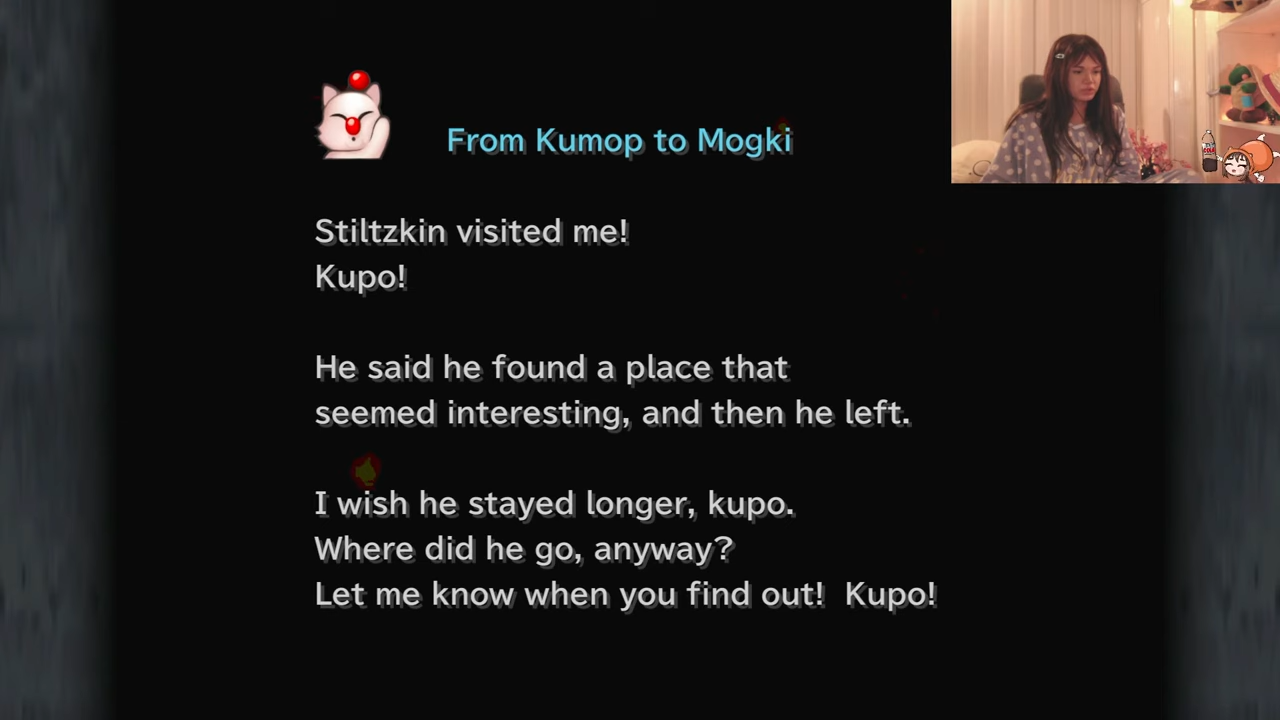 From Kumop to Mogki
Stiltzkin visited me!
Kupo!
He said he found a place that
seemed interesting, and then he left.
I wish he stayed longer, kupo.
Where did he go, anyway?
Let me know when you find out!  Kupo!